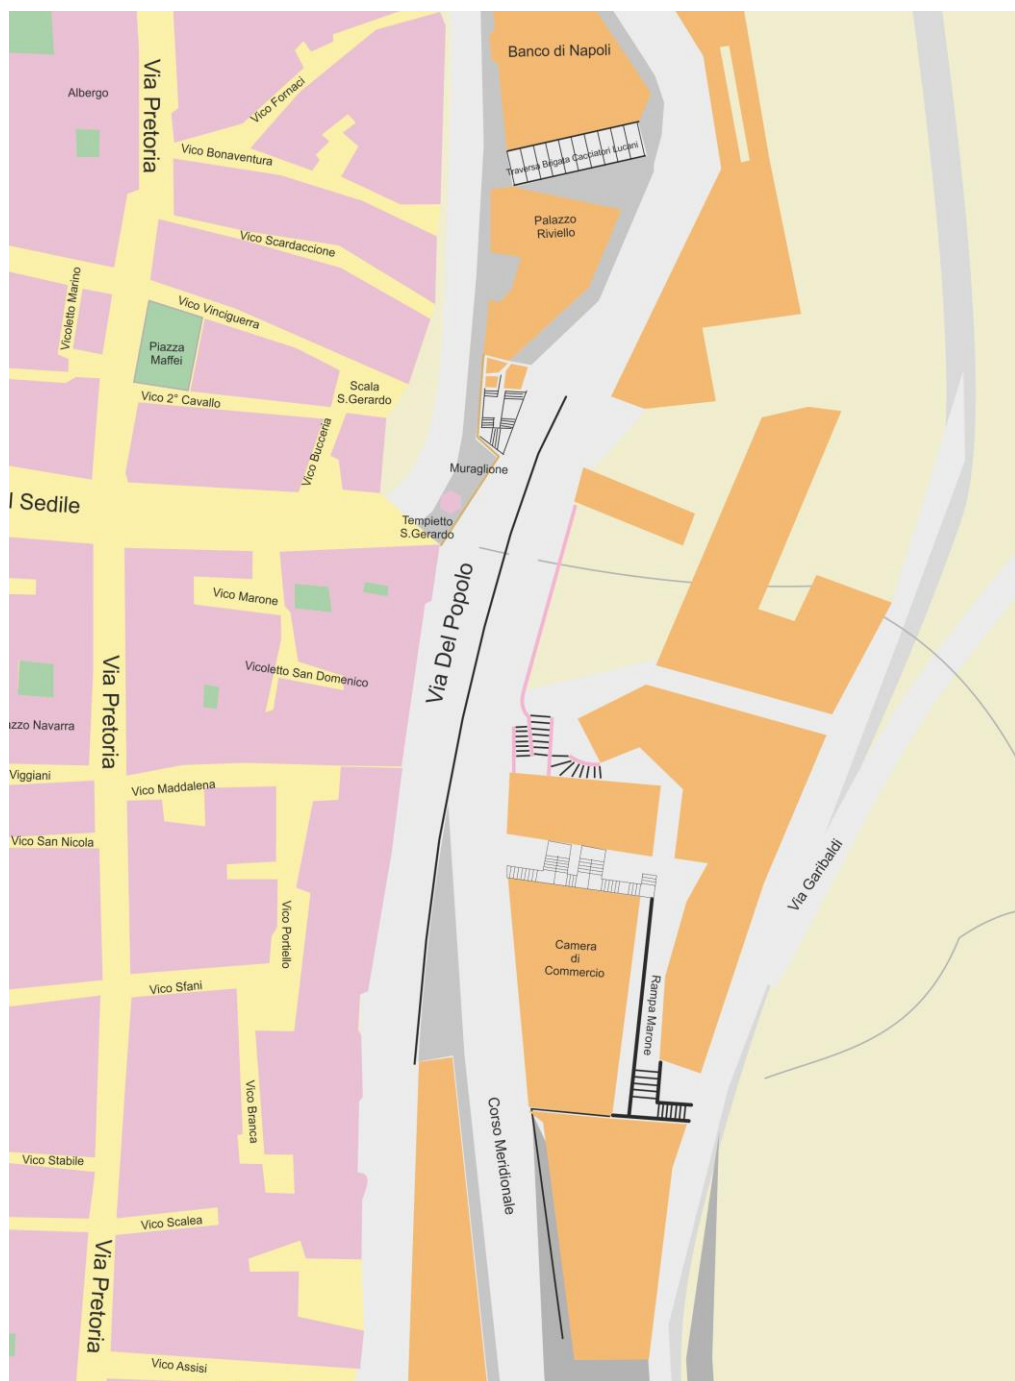 Banco di Napoli
Albergo
Via Pretoria
Vico Fornaci
Vico Bonaventura
Traversa Brigata Cacciatori Lucani
Palazzo
Riviello
Vico Scardaccione
Vicoletto Marino
Vico Vinciguerra
Piazza
Maffei
Scala
S.Gerardo
Vico 2° Cavallo
Vico Bucceria
Muraglione
l Sedile
Tempietto
S.Gerardo
Vico Marone
Via Del Popolo
Vicoletto San Domenico
Via Pretoria
azzo Navarra
Viggiani
Vico Maddalena
Vico San Nicola
Via Garibaldi
Vico Portiello
Camera
di
Commercio
Vico Sfani
Rampa Marone
Vico Branca
Corso Meridionale
Vico Stabile
Vico Scalea
Via Pretoria
Vico Assisi